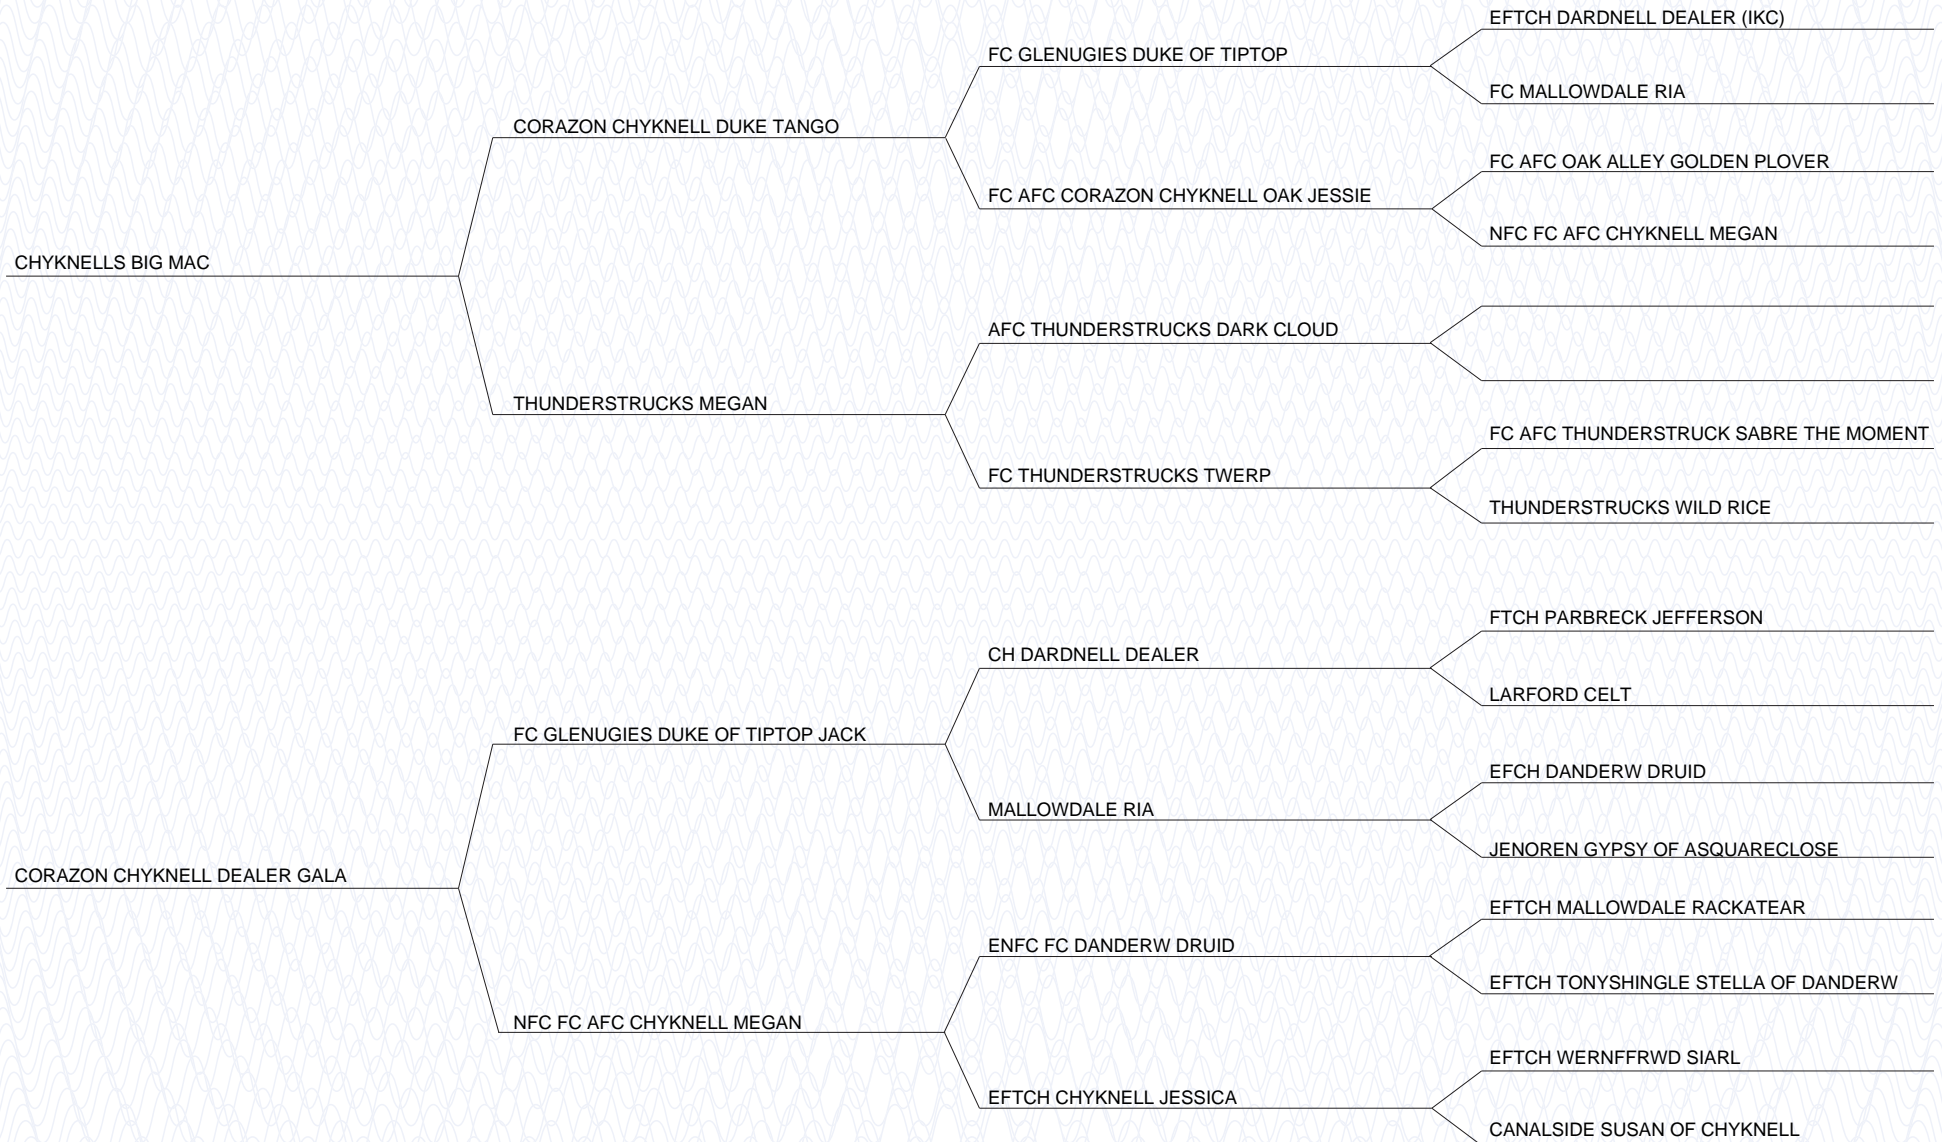 EFTCH DARDNELL DEALER (IKC)
FC GLENUGIES DUKE OF TIPTOP
FC MALLOWDALE RIA
CORAZON CHYKNELL DUKE TANGO
FC AFC OAK ALLEY GOLDEN PLOVER
FC AFC CORAZON CHYKNELL OAK JESSIE
NFC FC AFC CHYKNELL MEGAN
CHYKNELLS BIG MAC
AFC THUNDERSTRUCKS DARK CLOUD
THUNDERSTRUCKS MEGAN
FC AFC THUNDERSTRUCK SABRE THE MOMENT
FC THUNDERSTRUCKS TWERP
THUNDERSTRUCKS WILD RICE
FTCH PARBRECK JEFFERSON
CH DARDNELL DEALER
LARFORD CELT
FC GLENUGIES DUKE OF TIPTOP JACK
EFCH DANDERW DRUID
MALLOWDALE RIA
JENOREN GYPSY OF ASQUARECLOSE
CORAZON CHYKNELL DEALER GALA
EFTCH MALLOWDALE RACKATEAR
ENFC FC DANDERW DRUID
EFTCH TONYSHINGLE STELLA OF DANDERW
NFC FC AFC CHYKNELL MEGAN
EFTCH WERNFFRWD SIARL
EFTCH CHYKNELL JESSICA
CANALSIDE SUSAN OF CHYKNELL